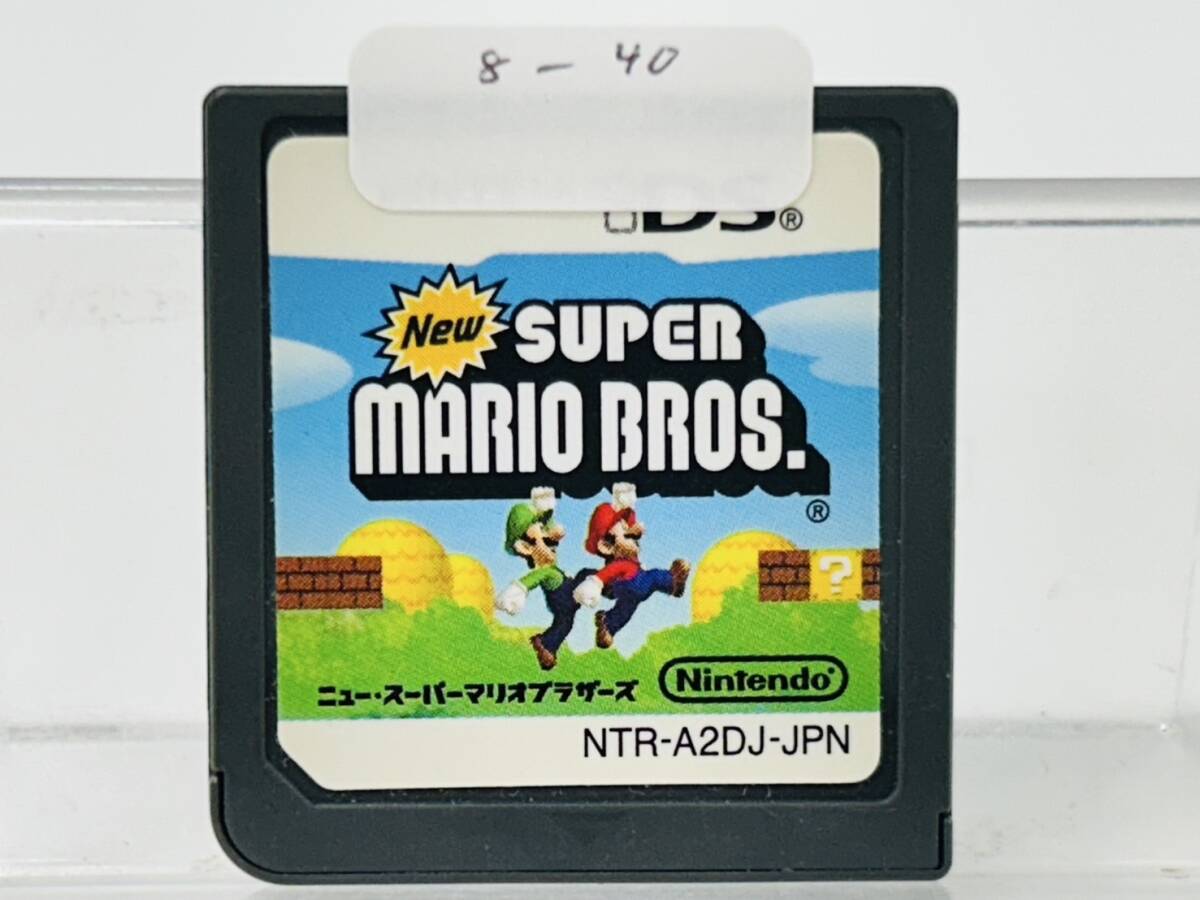 8 - 40
DS®
New SUPER
MARIO BROS.
®
?
ニュー・スーパーマリオブラザーズ
Nintendo®
NTR-A2DJ-JPN